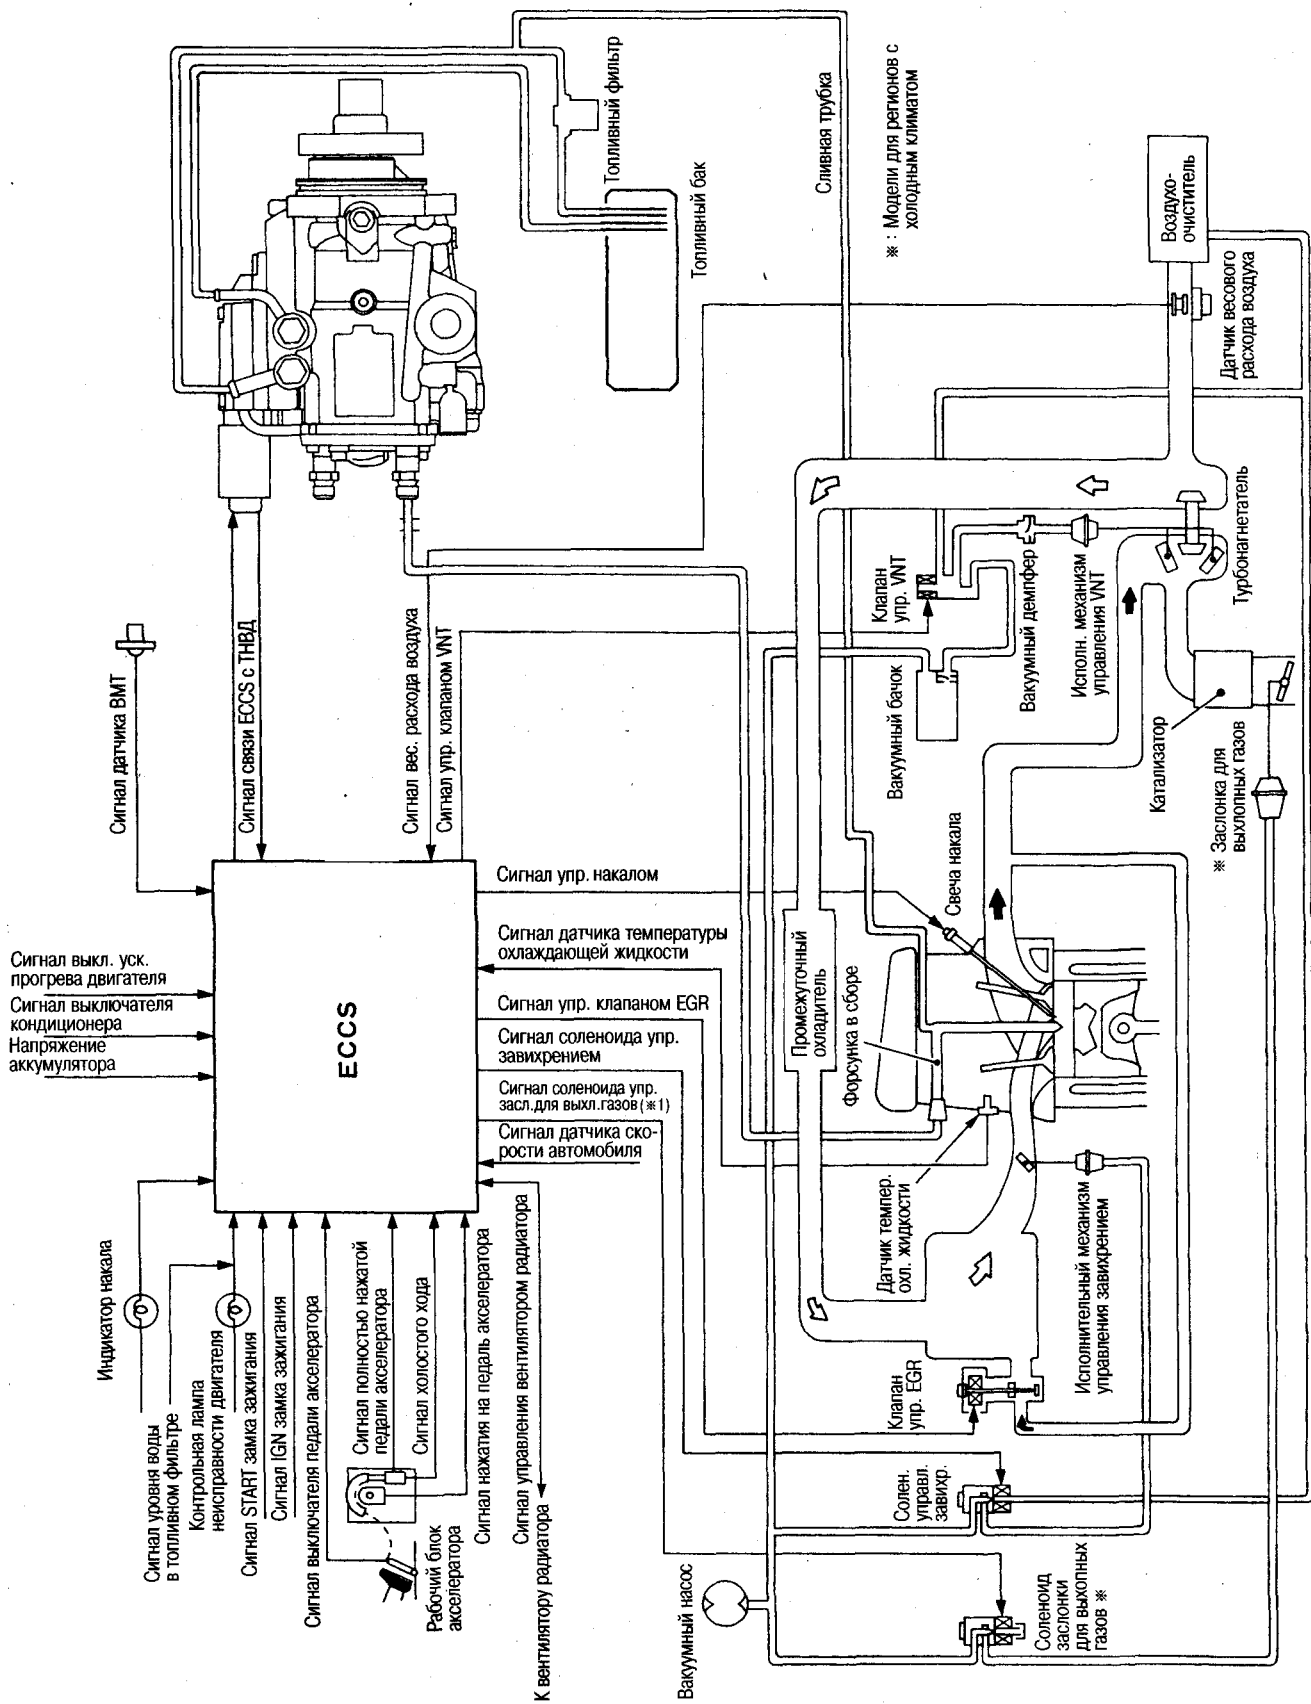 Топливный фильтр
Топливный бак
Сливная трубка
※ : Модели для регионов с
холодным климатом
Воздухо-
очиститель
Датчик весового
расхода воздуха
Турбонагнетатель
Клапан
упр. VNT
Вакуумный демпфер
Исполн. механизм
управления VNT
Вакуумный бачок
Катализатор
※ Заслонка для
выхлопных газов
Сигнал датчика ВМТ
Сигнал связи ECCS с ТНВД
Сигнал вес. расхода воздуха
Сигнал упр. клапаном VNT
Сигнал выкл. уск.
прогрева двигателя
Сигнал выключателя
кондиционера
Напряжение
аккумулятора
ECCS
Сигнал упр. накалом
Сигнал датчика температуры
охлаждающей жидкости
Сигнал упр. клапаном EGR
Сигнал соленоида упр.
завихрением
Сигнал соленоида упр.
засл.для выхл.газов(※1)
Сигнал датчика ско-
рости автомобиля
Свеча накала
Промежуточный
охладитель
Форсунка в сборе
Датчик темпер.
охл. жидкости
Исполнительный механизм
управления завихрением
Клапан
упр. EGR
Солен.
управл.
завихр.
Соленоид
заслонки
для выхопных
газов ※
Вакуумный насос
Индикатор накала
Сигнал уровня воды
в топливном фильтре
Контрольная лампа
неисправности двигателя
Сигнал START замка зажигания
Сигнал IGN замка зажигания
Сигнал выключателя педали акселератора
Сигнал полностью нажатой
педали акселератора
Сигнал холостого хода
Рабочий блок
акселератора
Сигнал нажатия на педаль акселератора
Сигнал управления вентилятором радиатора
К вентилятору радиатора